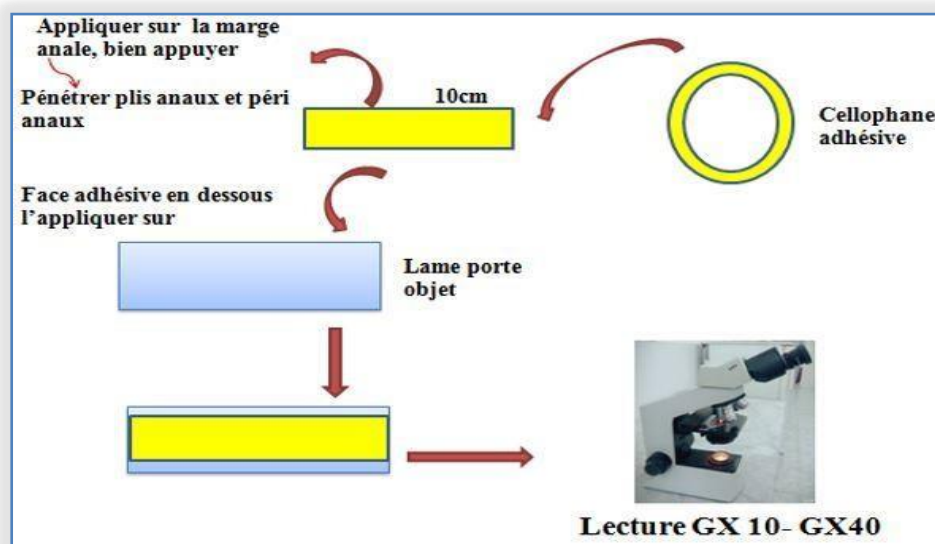 Appliquer sur la marge
anale, bien appuyer
Pénétrer plis anaux et péri
anaux
10cm
Cellophane
adhésive
Face adhésive en dessous
l'appliquer sur
Lame porte
objet
Lecture GX 10- GX40